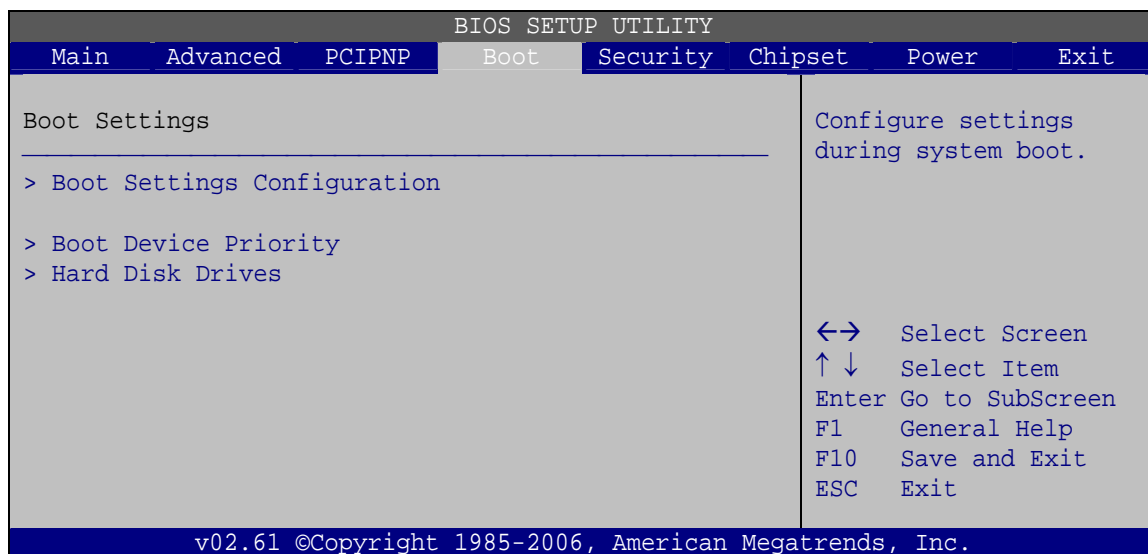 BIOS SETUP UTILITY
Main Advanced PCIPNP Boot Security Chipset Power Exit
Boot Settings
> Boot Settings Configuration
> Boot Device Priority
> Hard Disk Drives
Configure settings
during system boot.
←→ Select Screen
↑ ↓ Select Item
Enter Go to SubScreen
F1 General Help
F10 Save and Exit
ESC Exit
v02.61 ©Copyright 1985-2006, American Megatrends, Inc.